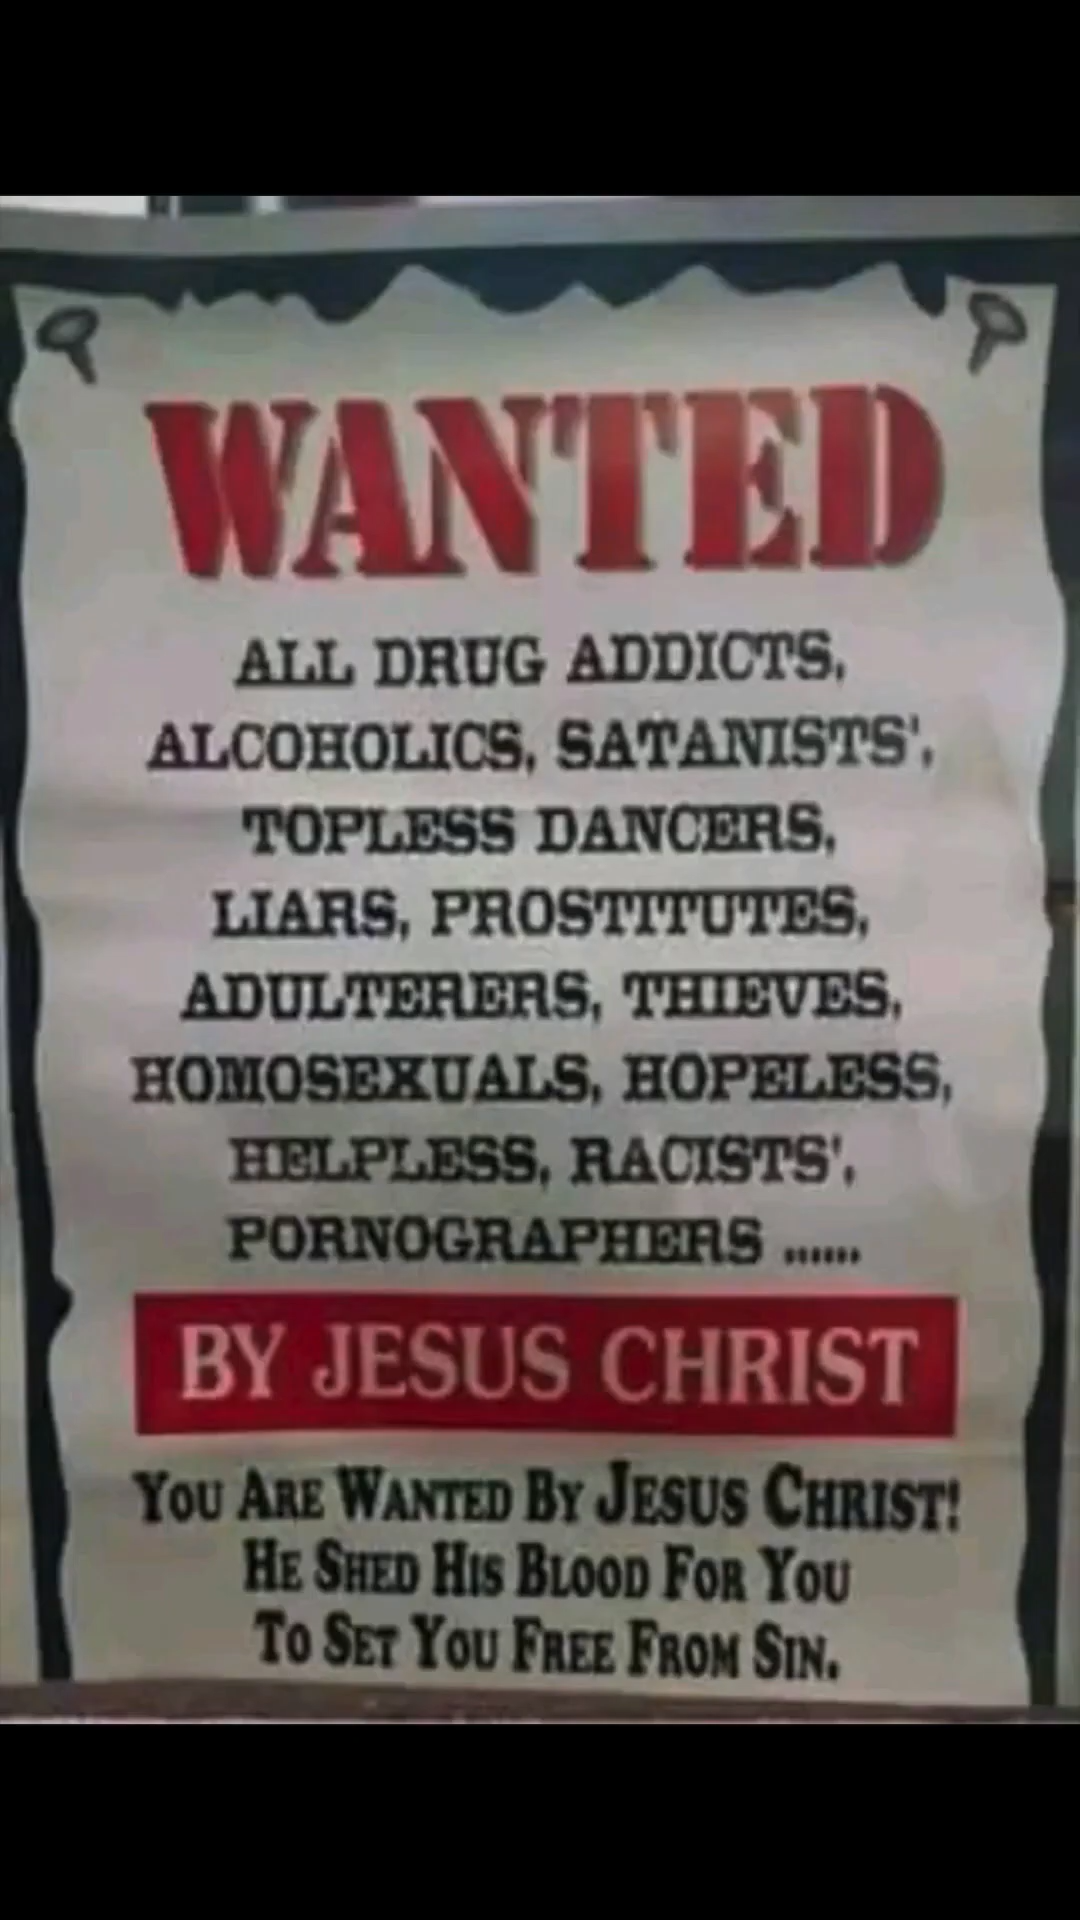 WANTED
ALL DRUG ADDICTS,
ALCOHOLICS, SATANISTS',
TOPLESS DANCERS,
LIARS, PROSTITUTES,
ADULTERERS, THIEVES,
HOMOSEXUALS, HOPELESS,
HELPLESS, RACISTS',
PORNOGRAPHERS ......
BY JESUS CHRIST
YOU ARE WANTED BY JESUS CHRIST!
HE SHED HIS BLOOD FOR YOU
TO SET YOU FREE FROM SIN.